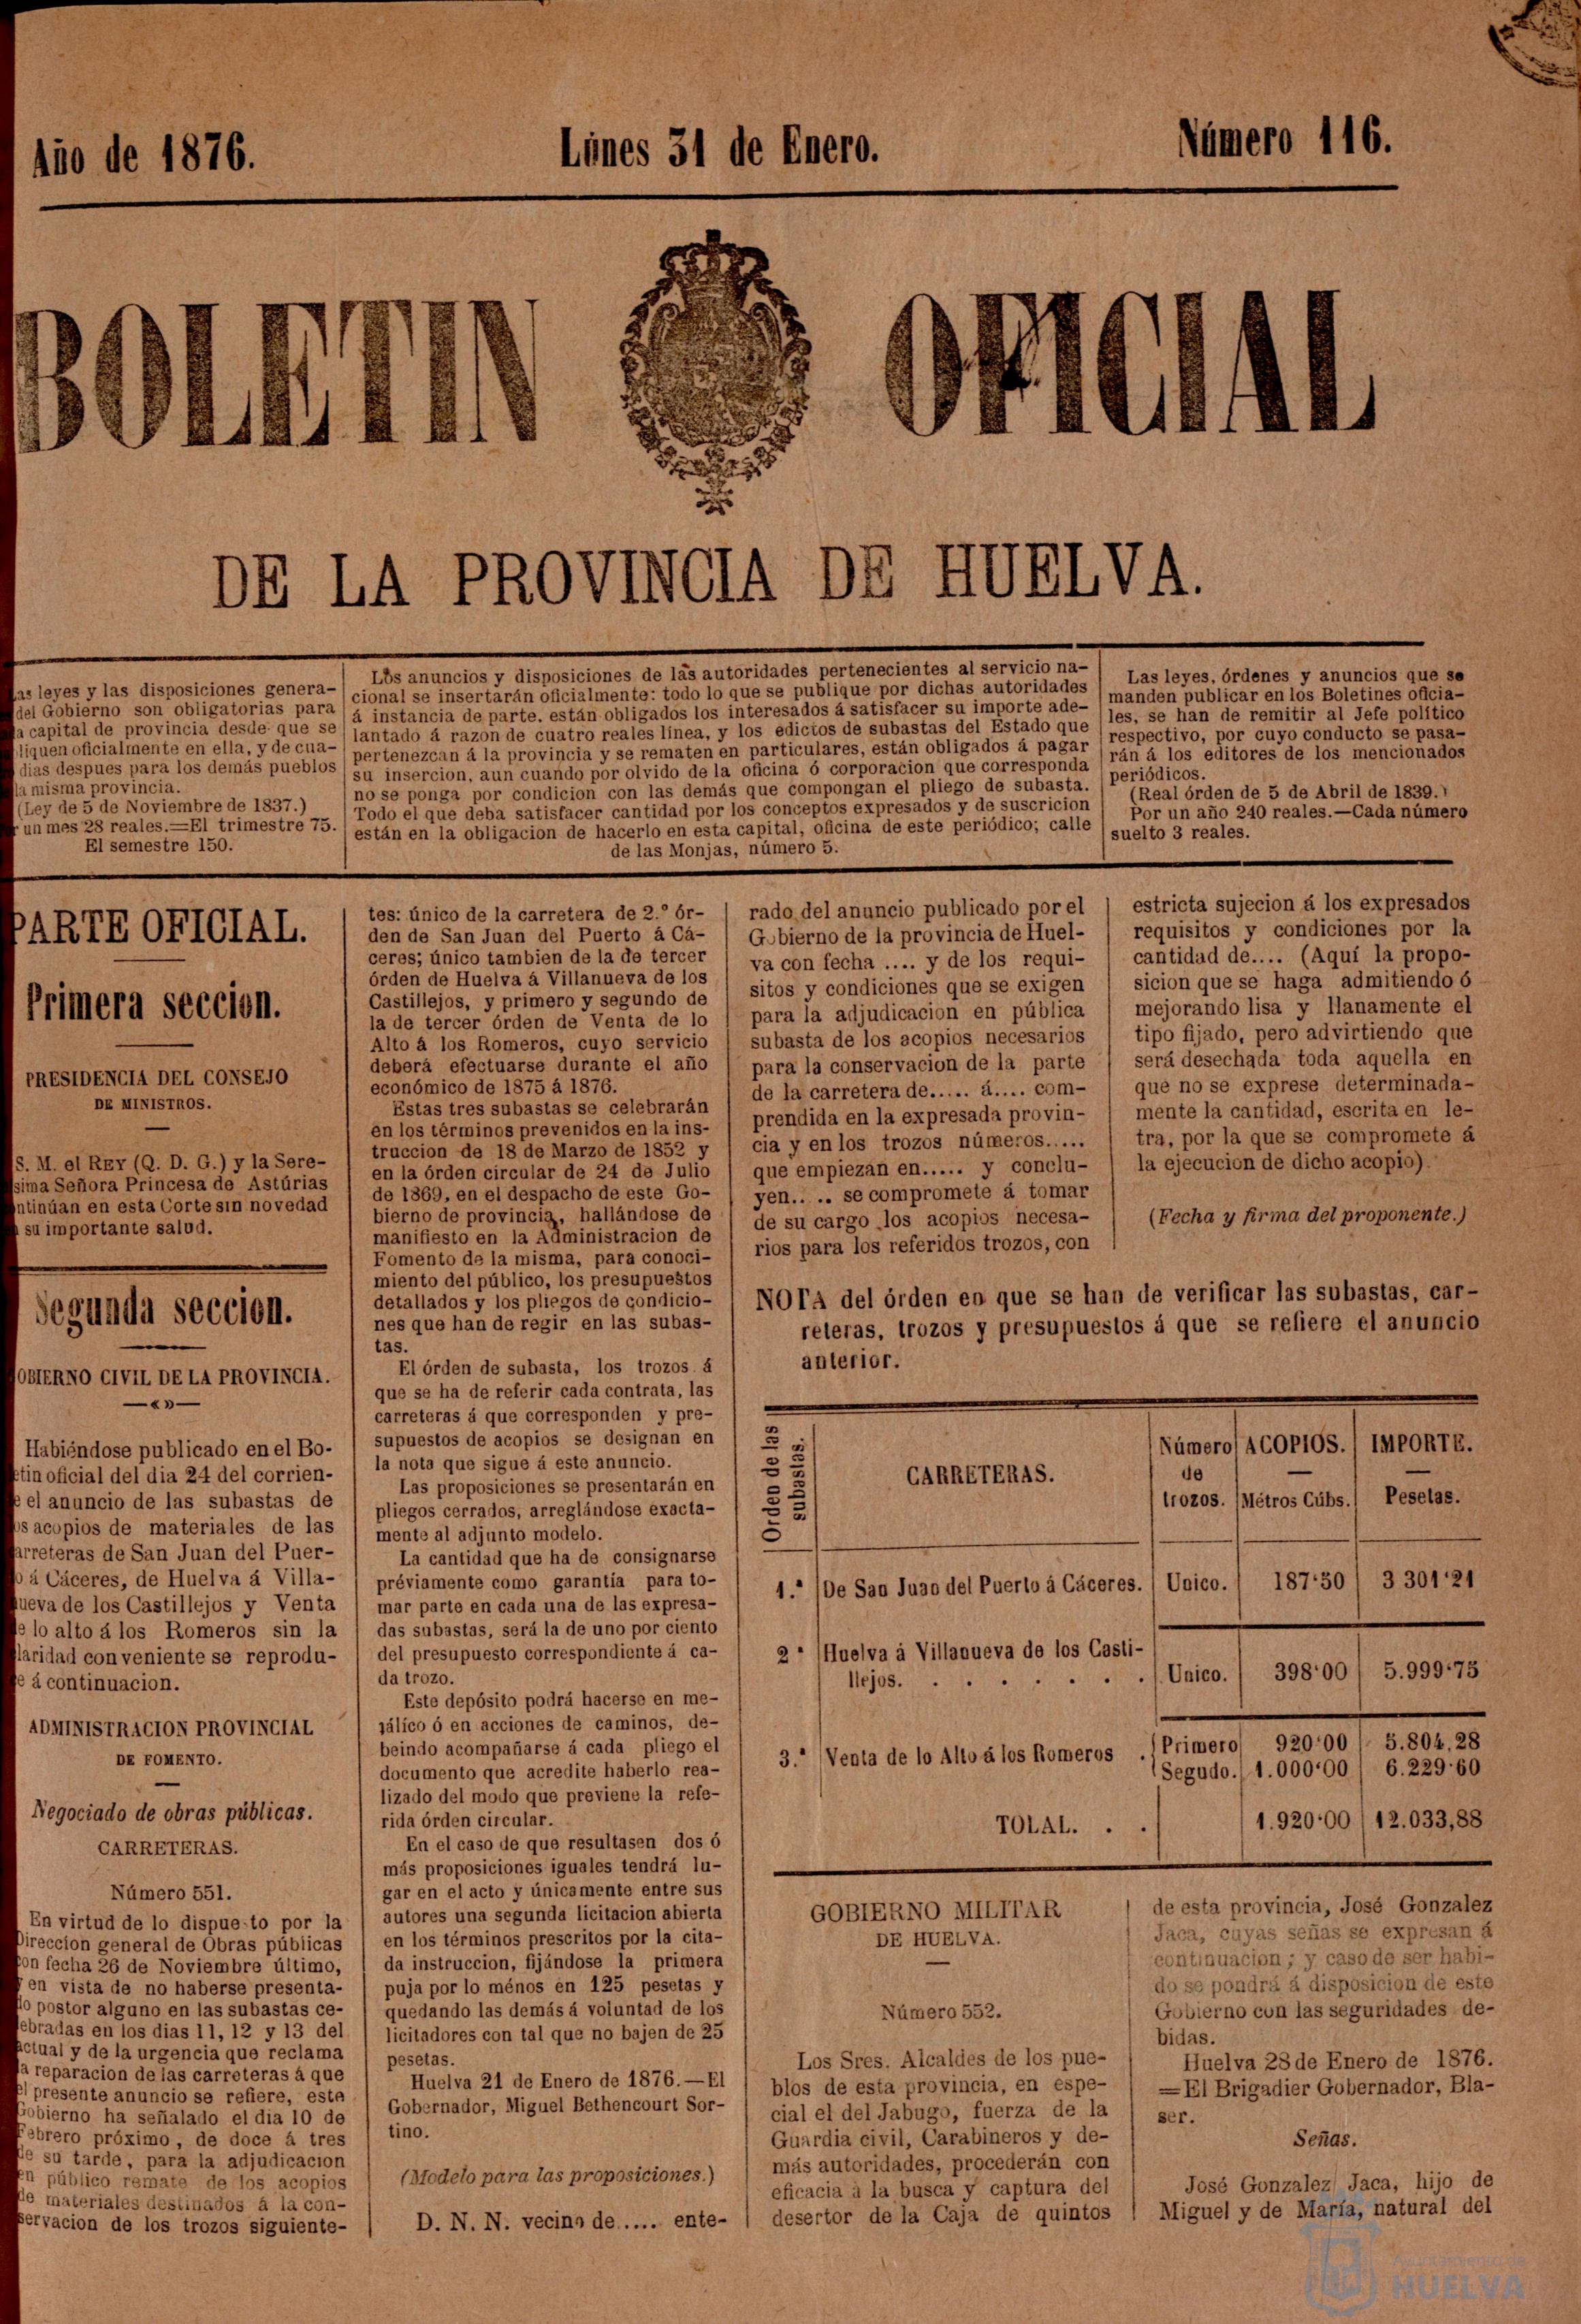 Año de 1876.
Lúnes 31 de Enero.
Número 116.
BOLETIN OFICIAL
DE LA PROVINCIA DE HUELVA.
as leyes y las disposiciones genera-
del Gobierno son obligatorias para
a capital de provincia desde que se
liquen oficialmente en ella, y de cua-
dias despues para los demás pueblos
la misma provincia.
(Ley de 5 de Noviembre de 1837.)
r un mes 28 reales.=El trimestre 75.
El semestre 150.
Los anuncios y disposiciones de las autoridades pertenecientes al servicio na-
cional se insertarán oficialmente: todo lo que se publique por dichas autoridades
á instancia de parte. están obligados los interesados á satisfacer su importe ade-
lantado á razon de cuatro reales línea, y los edictos de subastas del Estado que
pertenezcan á la provincia y se rematen en particulares, están obligados á pagar
su insercion, aun cuando por olvido de la oficina ó corporacion que corresponda
no se ponga por condicion con las demás que compongan el pliego de subasta.
Todo el que deba satisfacer cantidad por los conceptos expresados y de suscricion
están en la obligacion de hacerlo en esta capital, oficina de este periódico; calle
de las Monjas, número 5.
Las leyes, órdenes y anuncios que se
manden publicar en los Boletines oficia-
les, se han de remitir al Jefe político
respectivo, por cuyo conducto se pasa-
rán á los editores de los mencionados
periódicos.
(Real órden de 5 de Abril de 1839.)
Por un año 240 reales.—Cada número
suelto 3 reales.
PARTE OFICIAL.
Primera seccion.
PRESIDENCIA DEL CONSEJO
DE MINISTROS.
S. M. el REY (Q. D. G.) y la Sere-
sima Señora Princesa de Astúrias
ntinúan en esta Corte sin novedad
su importante salud.
Segunda seccion.
OBIERNO CIVIL DE LA PROVINCIA.
Habiéndose publicado en el Bo-
etin oficial del dia 24 del corrien-
e el anuncio de las subastas de
os acopios de materiales de las
arreteras de San Juan del Puer-
o á Cáceres, de Huelva á Villa-
ueva de los Castillejos y Venta
e lo alto á los Romeros sin la
laridad conveniente se reprodu-
e á continuacion.
ADMINISTRACION PROVINCIAL
DE FOMENTO.
Negociado de obras públicas.
CARRETERAS.
Número 551.
En virtud de lo dispuesto por la
Direccion general de Obras públicas
con fecha 26 de Noviembre último,
y en vista de no haberse presenta-
do postor alguno en las subastas ce-
lebradas en los dias 11, 12 y 13 del
actual y de la urgencia que reclama
la reparacion de las carreteras á que
el presente anuncio se refiere, este
Gobierno ha señalado el dia 10 de
Febrero próximo, de doce á tres
de su tarde, para la adjudicacion
en público remate de los acopios
de materiales destinados á la con-
servacion de los trozos siguiente-
tes: único de la carretera de 2.º ór-
den de San Juan del Puerto á Cá-
ceres; único tambien de la de tercer
órden de Huelva á Villanueva de los
Castillejos, y primero y segundo de
la de tercer órden de Venta de lo
Alto á los Romeros, cuyo servicio
deberá efectuarse durante el año
económico de 1875 á 1876.
Estas tres subastas se celebrarán
en los términos prevenidos en la ins-
truccion de 18 de Marzo de 1852 y
en la órden circular de 24 de Julio
de 1869, en el despacho de este Go-
bierno de provincia, hallándose de
manifiesto en la Administracion de
Fomento de la misma, para conoci-
miento del público, los presupuestos
detallados y los pliegos de condicio-
nes que han de regir en las subas-
tas.
El órden de subasta, los trozos á
que se ha de referir cada contrata, las
carreteras á que corresponden y pre-
supuestos de acopios se designan en
la nota que sigue á este anuncio.
Las proposiciones se presentarán en
pliegos cerrados, arreglándose exacta-
mente al adjunto modelo.
La cantidad que ha de consignarse
préviamente como garantía para to-
mar parte en cada una de las expresa-
das subastas, será la de uno por ciento
del presupuesto correspondiente á ca-
da trozo.
Este depósito podrá hacerse en me-
tálico ó en acciones de caminos, de-
beindo acompañarse á cada pliego el
documento que acredite haberlo rea-
lizado del modo que previene la refe-
rida órden circular.
En el caso de que resultasen dos ó
más proposiciones iguales tendrá lu-
gar en el acto y únicamente entre sus
autores una segunda licitacion abierta
en los términos prescritos por la cita-
da instruccion, fijándose la primera
puja por lo ménos en 125 pesetas y
quedando las demás á voluntad de los
licitadores con tal que no bajen de 25
pesetas.
Huelva 21 de Enero de 1876.—El
Gobernador, Miguel Bethencourt Sor-
tino.
(Modelo para las proposiciones.)
D. N. N. vecino de .... ente-
rado del anuncio publicado por el
Gobierno de la provincia de Huel-
va con fecha .... y de los requi-
sitos y condiciones que se exigen
para la adjudicacion en pública
subasta de los acopios necesarios
para la conservacion de la parte
de la carretera de..... á.... com-
prendida en la expresada provin-
cia y en los trozos números.....
que empiezan en..... y conclu-
yen.. .. se compromete á tomar
de su cargo los acopios necesa-
rios para los referidos trozos, con
estricta sujecion á los expresados
requisitos y condiciones por la
cantidad de.... (Aquí la propo-
sicion que se haga admitiendo ó
mejorando lisa y llanamente el
tipo fijado, pero advirtiendo que
será desechada toda aquella en
que no se exprese determinada-
mente la cantidad, escrita en le-
tra, por la que se compromete á
la ejecucion de dicho acopio).
(Fecha y firma del proponente.)
NOTA del órden en que se han de verificar las subastas, car-
reteras, trozos y presupuestos á que se refiere el anuncio
anterior.
Orden de las subastas. CARRETERAS. Número de trozos. ACOPIOS. — Métros Cúbs. IMPORTE. — Pesetas.
1.ª De San Juan del Puerto á Cáceres. Unico. 187'50 3 301'21
2 ª Huelva á Villanueva de los Casti-
llejos. . . . . . . . Unico. 398'00 5.999'75
3.ª Venta de lo Alto á los Romeros . Primero 920'00 5.804,28
Segudo. 1.000'00 6.229'60
TOLAL. . . 1.920'00 12.033,88
GOBIERNO MILITAR
DE HUELVA.
Número 552.
Los Sres. Alcaldes de los pue-
blos de esta provincia, en espe-
cial el del Jabugo, fuerza de la
Guardia civil, Carabineros y de-
más autoridades, procederán con
eficacia á la busca y captura del
desertor de la Caja de quintos
de esta provincia, José Gonzalez
Jaca, cuyas señas se expresan á
continuacion; y caso de ser habi-
do se pondrá á disposicion de este
Gobierno con las seguridades de-
bidas.
Huelva 28 de Enero de 1876.
=El Brigadier Gobernador, Bla-
ser.
Señas.
José Gonzalez Jaca, hijo de
Miguel y de María, natural del
Ayuntamiento de
HUELVA